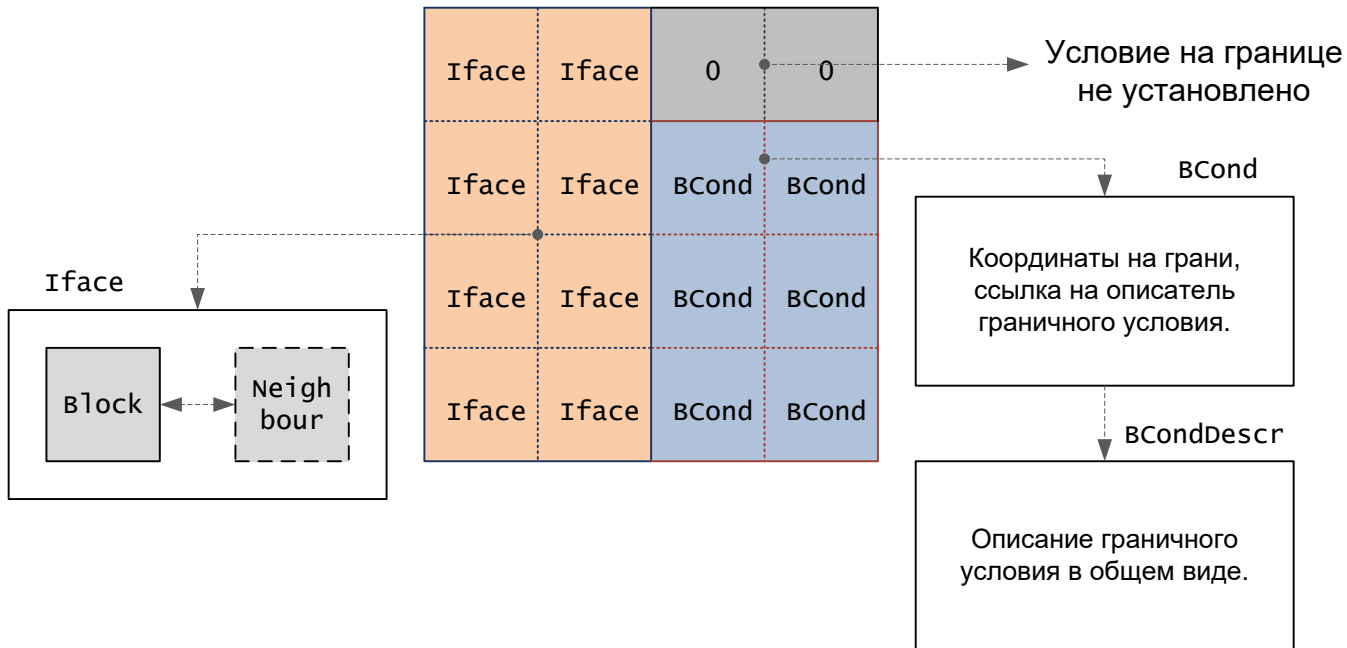 Iface Iface 0 0
Условие на границе
не установлено
Iface Iface BCond BCond
BCond
Iface
Iface Iface BCond BCond
Координаты на грани,
ссылка на описатель
граничного условия.
Block
Neigh
bour
Iface Iface BCond BCond
BCondDescr
Описание граничного
условия в общем виде.